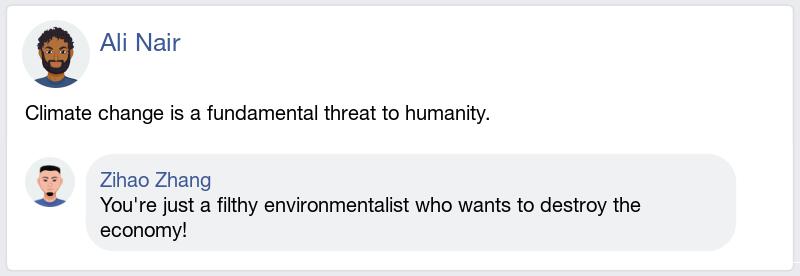 Ali Nair
Climate change is a fundamental threat to humanity.
Zihao Zhang
You're just a filthy environmentalist who wants to destroy the
economy!